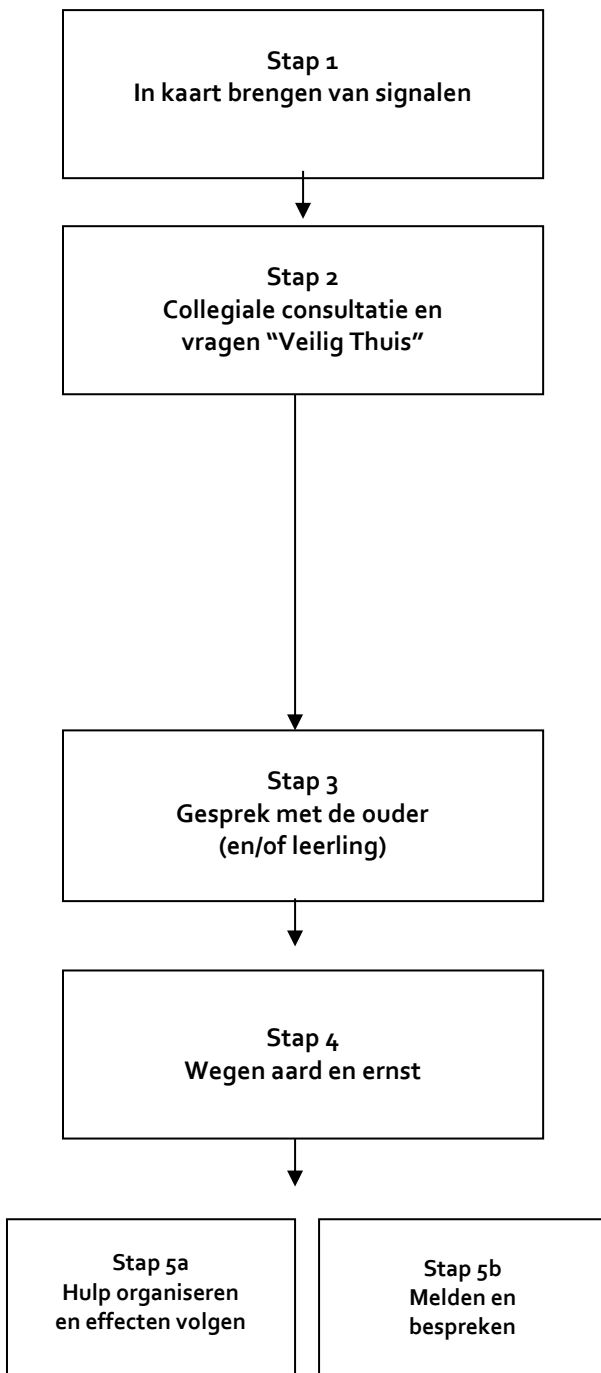 Stap 1
In kaart brengen van signalen
Stap 2
Collegiale consultatie en
vragen “Veilig Thuis”
Stap 3
Gesprek met de ouder
(en/of leerling)
Stap 4
Wegen aard en ernst
Stap 5a
Hulp organiseren
en effecten volgen
Stap 5b
Melden en
bespreken